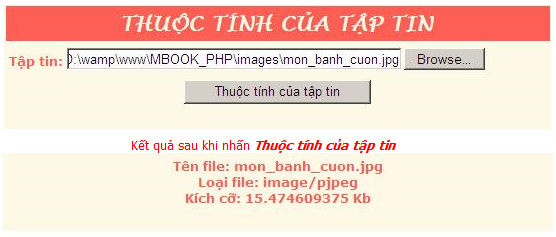 THUỘC TÍNH CỦA TẬP TIN
Tập tin: D:\wamp\www\MBOOK_PHP\images\mon_banh_cuon.jpg Browse...
Thuộc tính của tập tin
Kết quả sau khi nhấn Thuộc tính của tập tin
Tên file: mon_banh_cuon.jpg
Loại file: image/pjpeg
Kích cỡ: 15.474609375 Kb